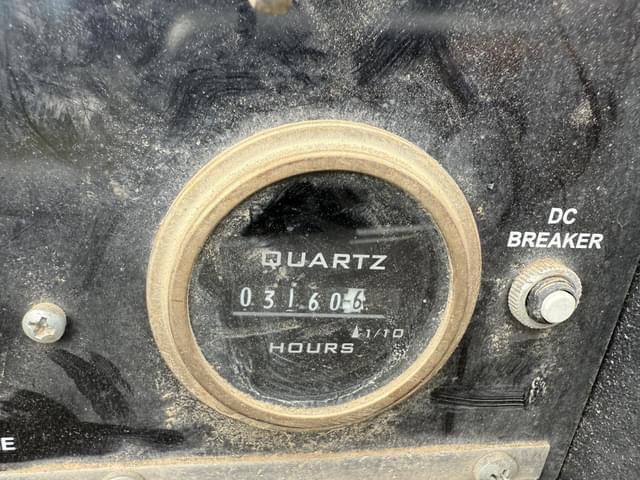 DC
BREAKER
QUARTZ
031606
1/10
HOURS
E